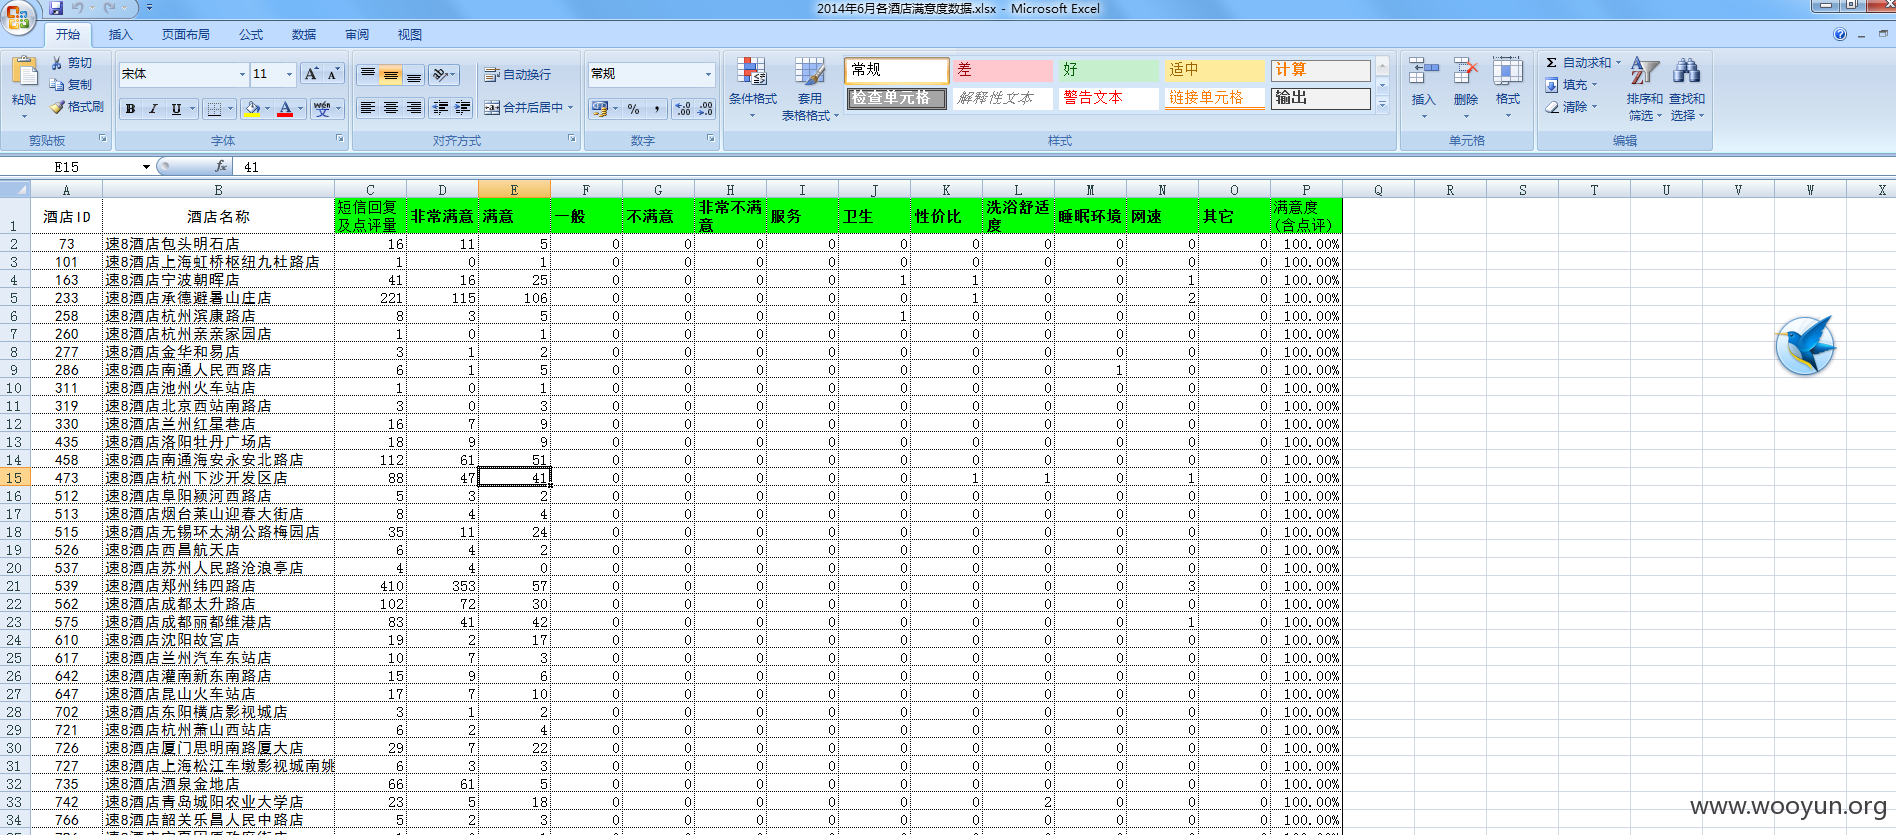 2014年6月各酒店满意度数据.xlsx - Microsoft Excel
开始 插入 页面布局 公式 数据 审阅 视图
粘贴 剪切 复制 格式刷 剪贴板
宋体 11 B I U wén 字体
自动换行 合并后居中 对齐方式
常规 % , 数字
条件格式 套用表格格式 常规 差 好 适中 计算 检查单元格 解释性文本 警告文本 链接单元格 输出 样式
插入 删除 格式 单元格
Σ 自动求和 填充 清除 排序和筛选 查找和选择 编辑
E15 fx 41
A B C D E F G H I J K L M N O P Q R S T U V W X
1 酒店ID 酒店名称 短信回复及点评量 非常满意 满意 一般 不满意 非常不满意 服务 卫生 性价比 洗浴舒适度 睡眠环境 网速 其它 满意度(含点评)
2 73 速8酒店包头明石店 16 11 5 0 0 0 0 0 0 0 0 0 0 100.00%
3 101 速8酒店上海虹桥枢纽九杜路店 1 0 1 0 0 0 0 0 0 0 0 0 0 100.00%
4 163 速8酒店宁波朝晖店 41 16 25 0 0 0 0 1 1 0 0 1 0 100.00%
5 233 速8酒店承德避暑山庄店 221 115 106 0 0 0 0 0 1 0 0 2 0 100.00%
6 258 速8酒店杭州滨康路店 8 3 5 0 0 0 0 1 0 0 0 0 0 100.00%
7 260 速8酒店杭州亲亲家园店 1 0 1 0 0 0 0 0 0 0 0 0 0 100.00%
8 277 速8酒店金华和易店 3 1 2 0 0 0 0 0 0 0 0 0 0 100.00%
9 286 速8酒店南通人民西路店 6 1 5 0 0 0 0 0 0 0 1 0 0 100.00%
10 311 速8酒店池州火车站店 1 0 1 0 0 0 0 0 0 0 0 0 0 100.00%
11 319 速8酒店北京西站南路店 3 0 3 0 0 0 0 0 0 0 0 0 0 100.00%
12 330 速8酒店兰州红星巷店 16 7 9 0 0 0 0 0 0 0 0 0 0 100.00%
13 435 速8酒店洛阳牡丹广场店 18 9 9 0 0 0 0 0 0 0 0 0 0 100.00%
14 458 速8酒店南通海安永安北路店 112 61 51 0 0 0 0 0 0 0 0 0 0 100.00%
15 473 速8酒店杭州下沙开发区店 88 47 41 0 0 0 0 0 1 1 0 1 0 100.00%
16 512 速8酒店阜阳颍河西路店 5 3 2 0 0 0 0 0 0 0 0 0 0 100.00%
17 513 速8酒店烟台莱山迎春大街店 8 4 4 0 0 0 0 0 0 0 0 0 0 100.00%
18 515 速8酒店无锡环太湖公路梅园店 35 11 24 0 0 0 0 0 0 0 0 0 0 100.00%
19 526 速8酒店西昌航天店 6 4 2 0 0 0 0 0 0 0 0 0 0 100.00%
20 537 速8酒店苏州人民路沧浪亭店 4 4 0 0 0 0 0 0 0 0 0 0 0 100.00%
21 539 速8酒店郑州纬四路店 410 353 57 0 0 0 0 0 0 0 0 3 0 100.00%
22 562 速8酒店成都太升路店 102 72 30 0 0 0 0 0 0 0 0 0 0 100.00%
23 575 速8酒店成都丽都维港店 83 41 42 0 0 0 0 0 0 0 0 1 0 100.00%
24 610 速8酒店沈阳故宫店 19 2 17 0 0 0 0 0 0 0 0 0 0 100.00%
25 617 速8酒店兰州汽车东站店 10 7 3 0 0 0 0 0 0 0 0 0 0 100.00%
26 642 速8酒店灌南新东南路店 15 9 6 0 0 0 0 0 0 0 0 0 0 100.00%
27 647 速8酒店昆山火车站店 17 7 10 0 0 0 0 0 0 0 0 0 0 100.00%
28 702 速8酒店东阳横店影视城店 3 1 2 0 0 0 0 0 0 0 0 0 0 100.00%
29 721 速8酒店杭州萧山西站店 6 2 4 0 0 0 0 0 0 0 0 0 0 100.00%
30 726 速8酒店厦门思明南路厦大店 29 7 22 0 0 0 0 0 0 0 0 0 0 100.00%
31 727 速8酒店上海松江车墩影视城南姚 6 3 3 0 0 0 0 0 0 0 0 0 0 100.00%
32 735 速8酒店酒泉金地店 66 61 5 0 0 0 0 0 0 0 0 0 0 100.00%
33 742 速8酒店青岛城阳农业大学店 23 5 18 0 0 0 0 0 0 2 0 0 0 100.00%
34 766 速8酒店韶关乐昌人民中路店 5 2 3 0 0 0 0 0 0 0 0 0 0 100.00%
www.wooyun.org